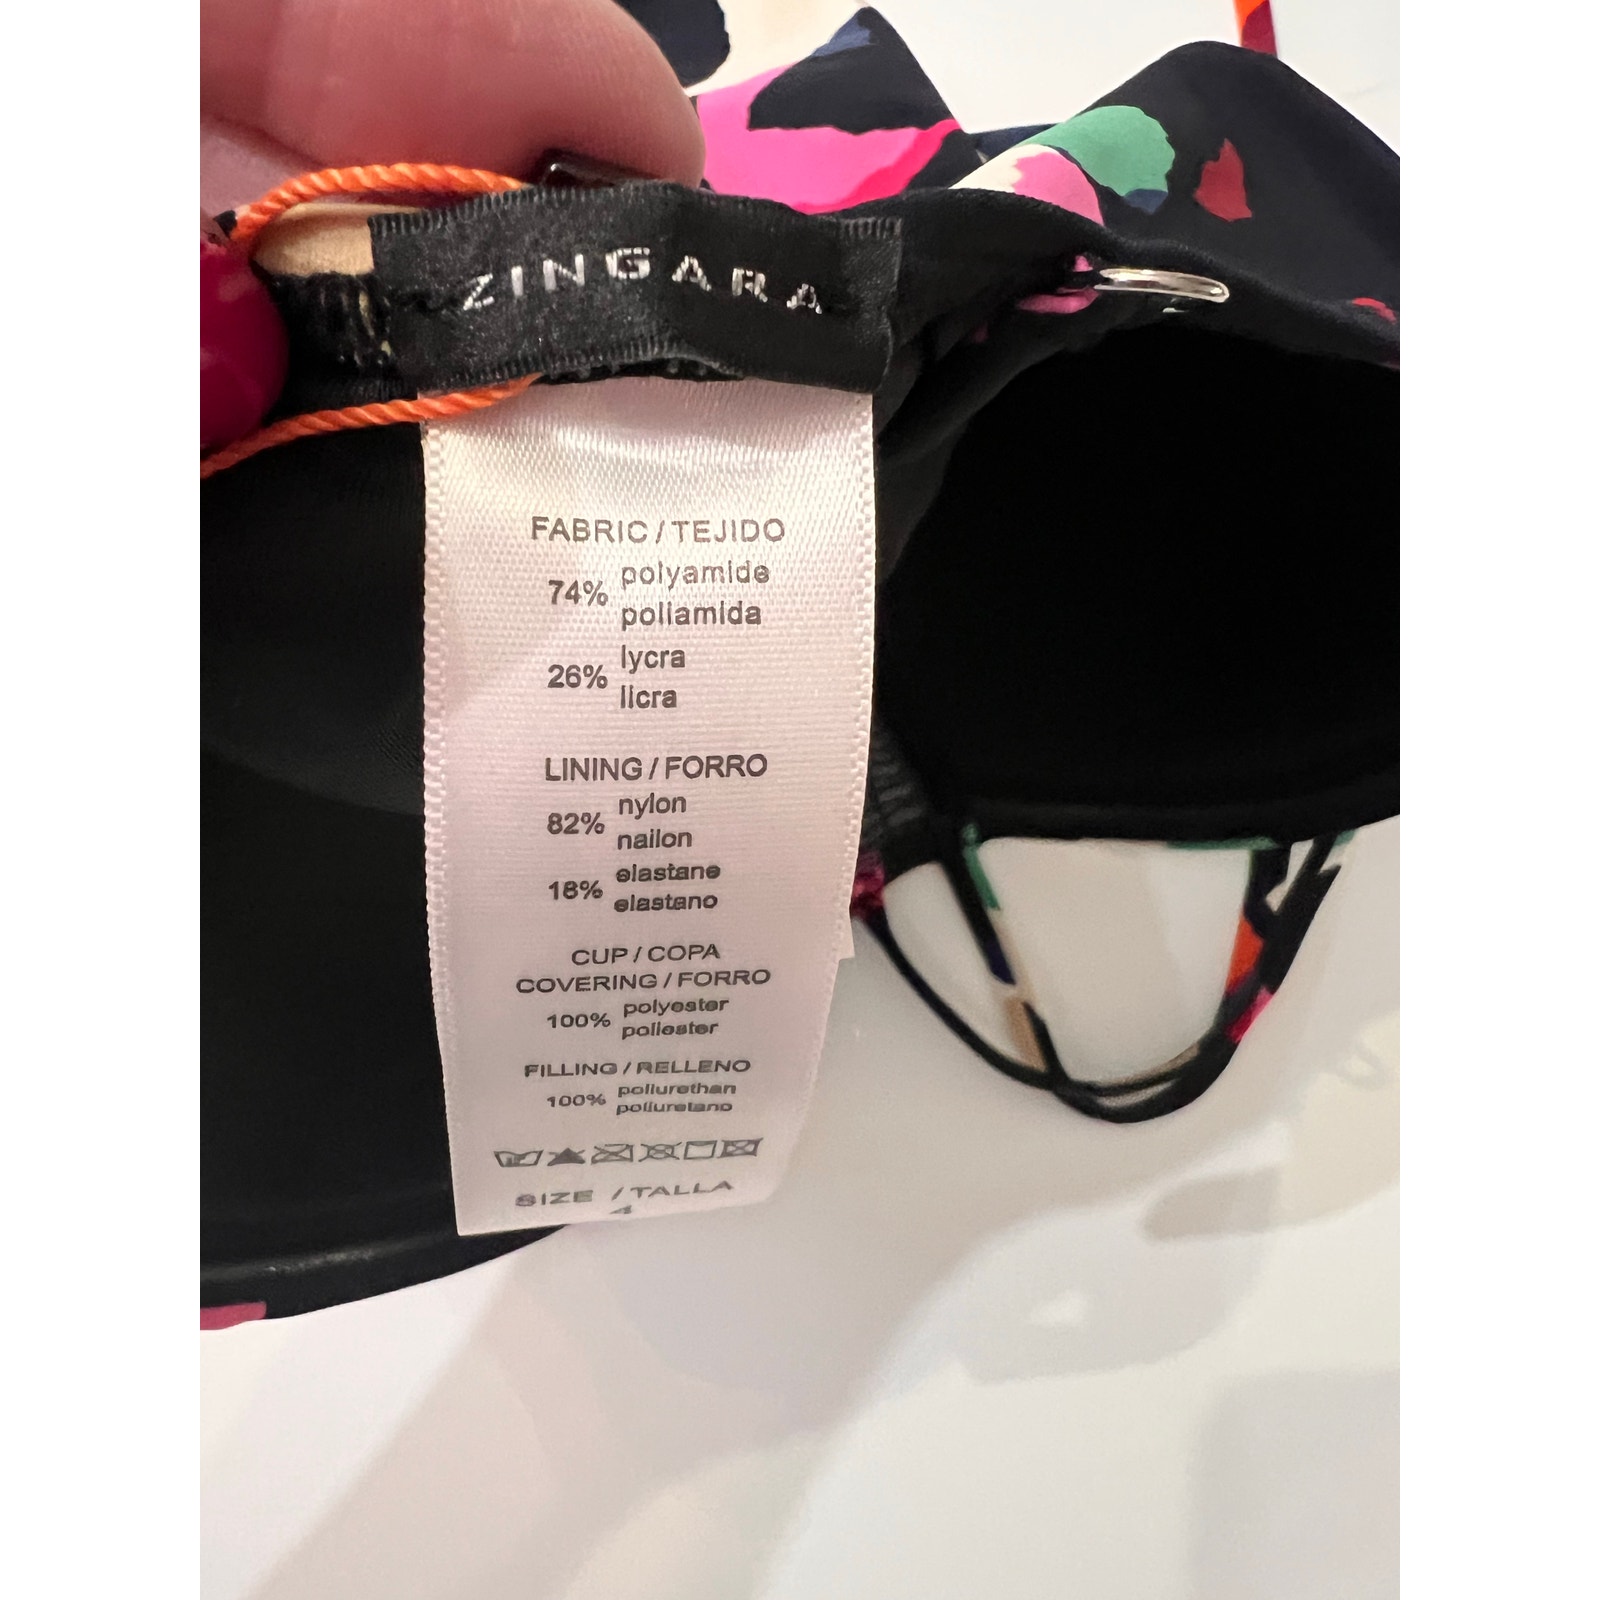 ZINGARA
FABRIC / TEJIDO
74% polyamide
poliamida
26% lycra
licra
LINING / FORRO
82% nylon
nailon
18% elastane
elastano
CUP / COPA
COVERING / FORRO
100% polyester
poliester
FILLING / RELLENO
100% poliurethan
poliuretano
SIZE / TALLA
4